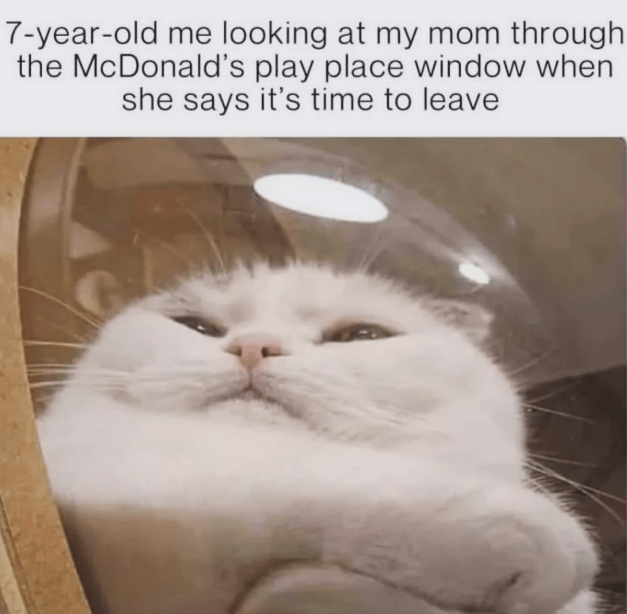 7-year-old me looking at my mom through
the McDonald's play place window when
she says it's time to leave